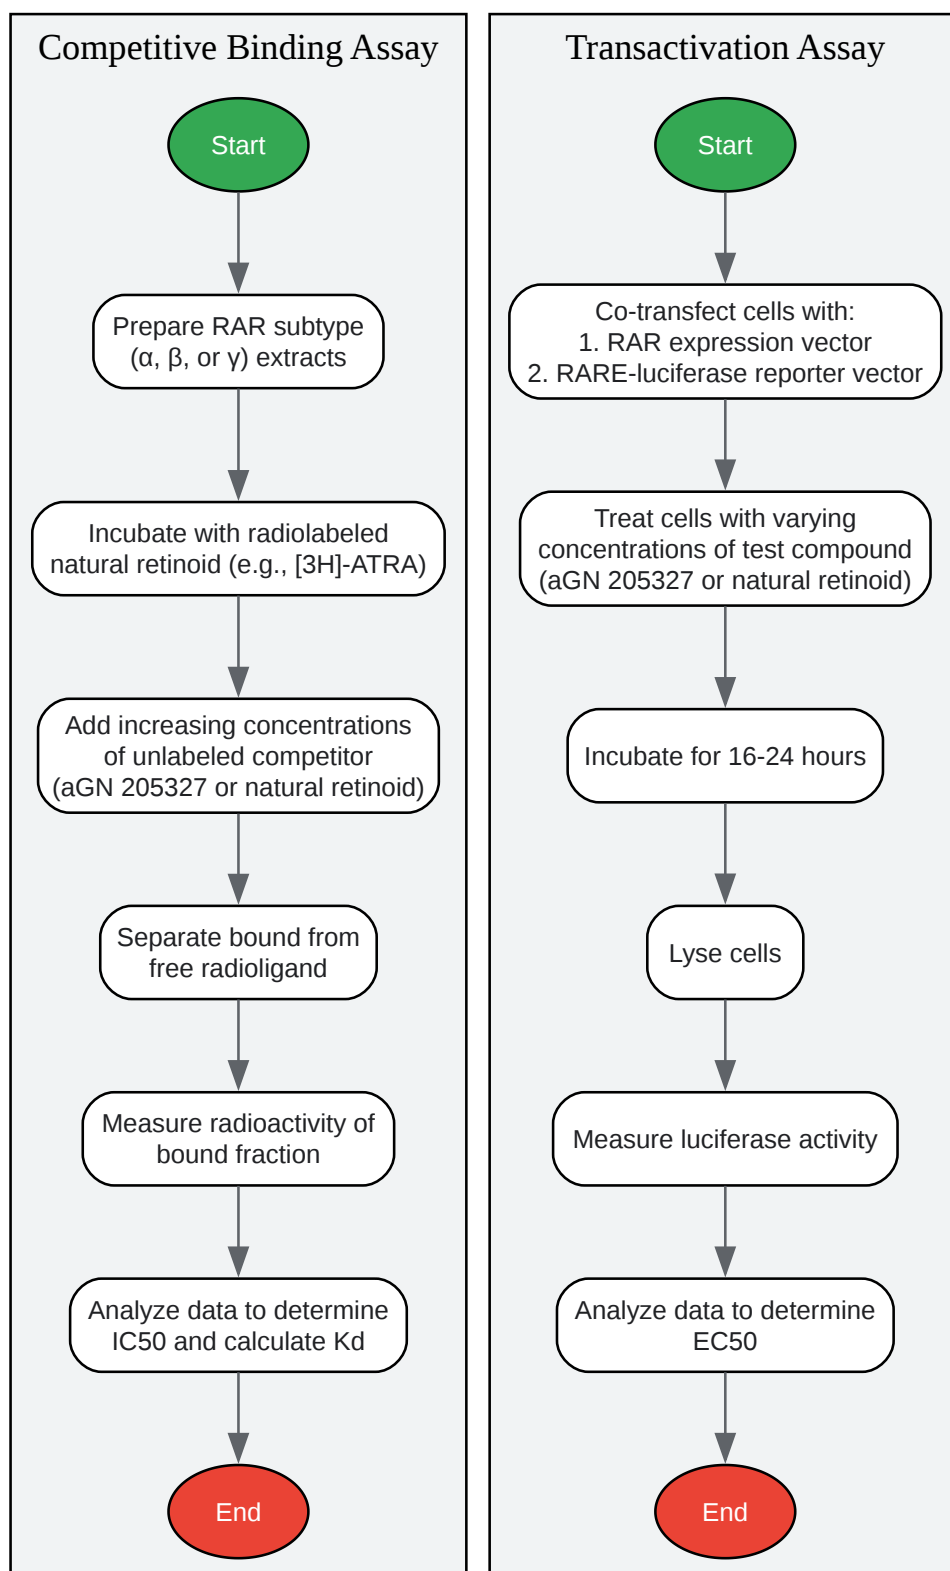 Competitive Binding Assay
Start
Prepare RAR subtype
(α, β, or γ) extracts
Incubate with radiolabeled
natural retinoid (e.g., [3H]-ATRA)
Add increasing concentrations
of unlabeled competitor
(aGN 205327 or natural retinoid)
Separate bound from
free radioligand
Measure radioactivity of
bound fraction
Analyze data to determine
IC50 and calculate Kd
End
Transactivation Assay
Start
Co-transfect cells with:
1. RAR expression vector
2. RARE-luciferase reporter vector
Treat cells with varying
concentrations of test compound
(aGN 205327 or natural retinoid)
Incubate for 16-24 hours
Lyse cells
Measure luciferase activity
Analyze data to determine
EC50
End